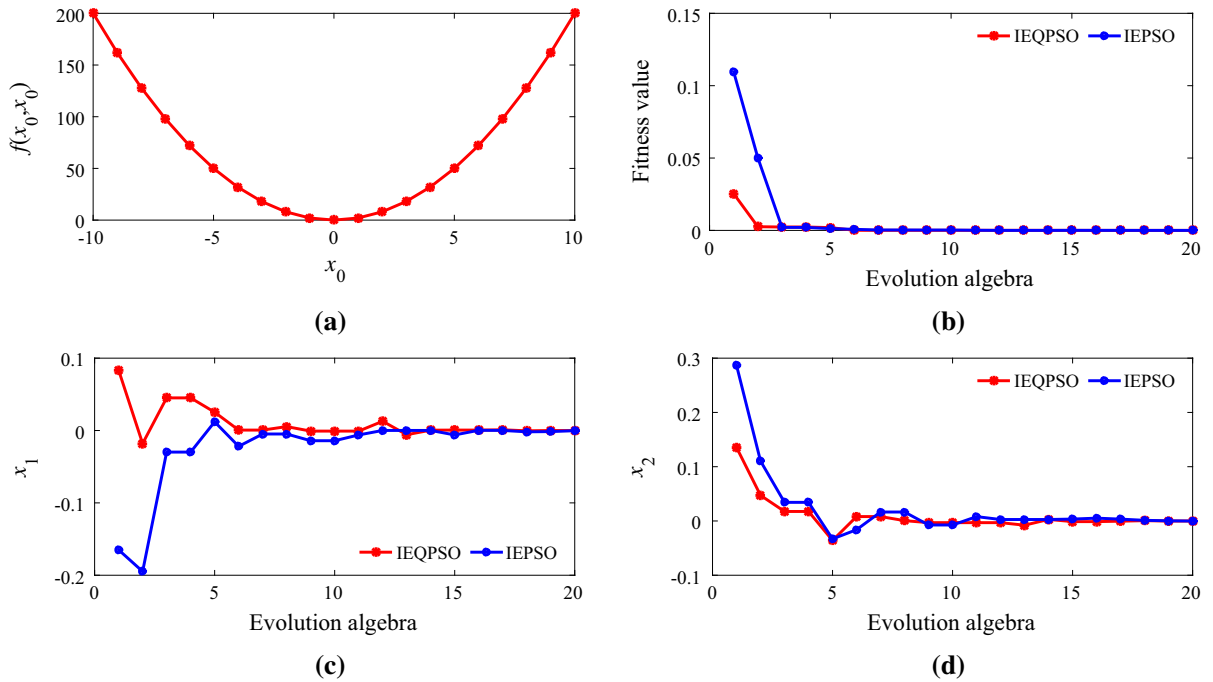 200
150
100
50
0
-10
-5
0
5
10
f(x0,x0)
x0
(a)
0.15
0.1
0.05
0
0
5
10
15
20
IEQPSO IEPSO
Fitness value
Evolution algebra
(b)
0.1
0
-0.1
-0.2
0
5
10
15
20
IEQPSO IEPSO
x1
Evolution algebra
(c)
0.3
0.2
0.1
0
-0.1
0
5
10
15
20
IEQPSO IEPSO
x2
Evolution algebra
(d)